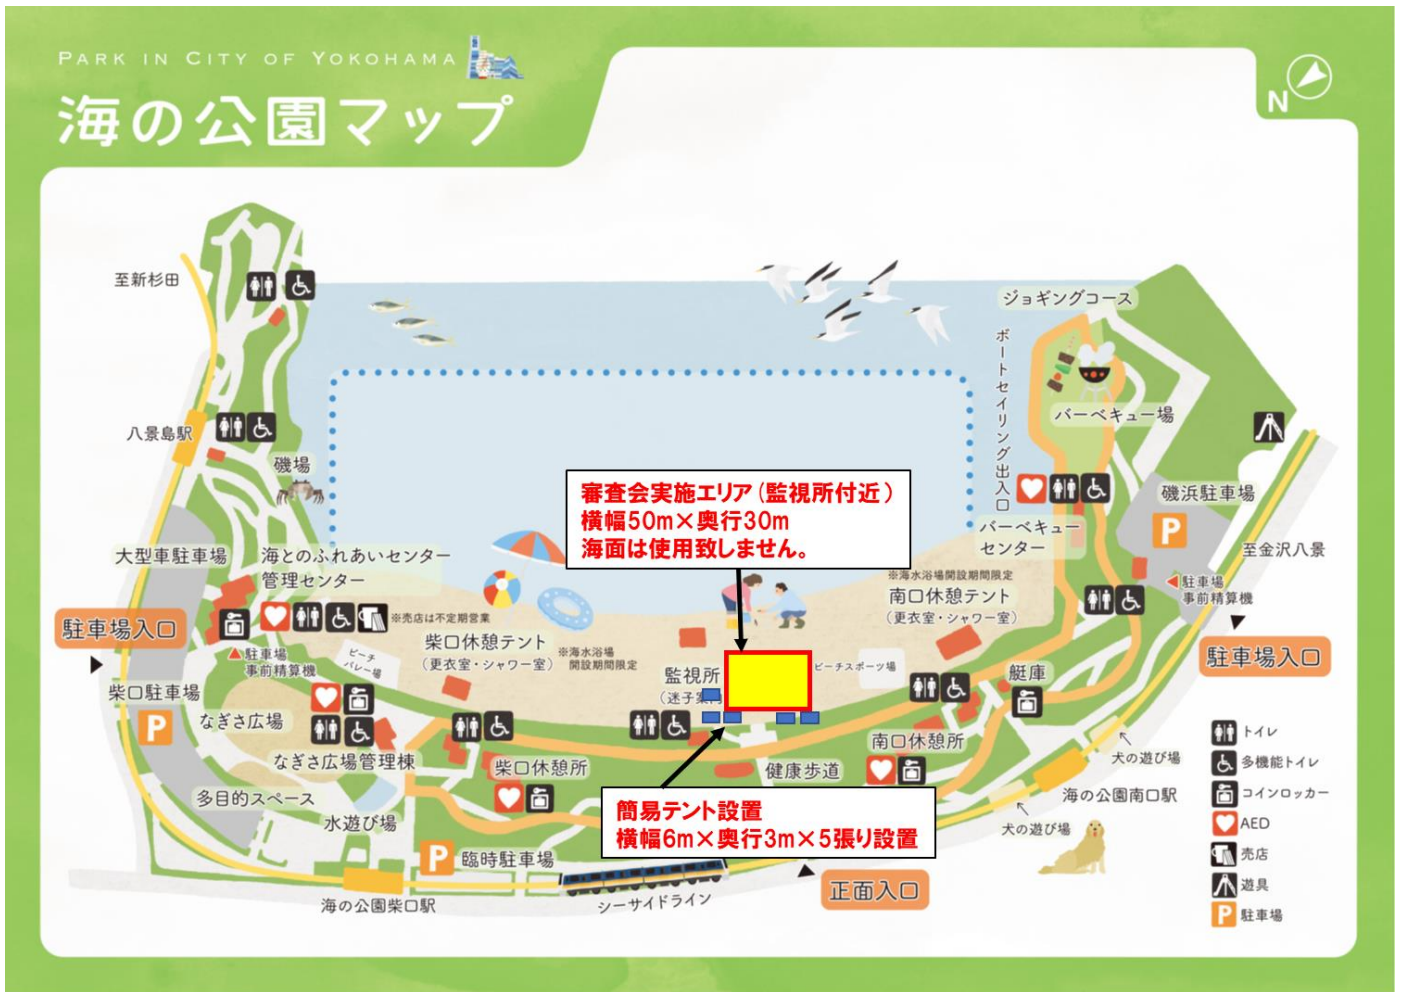 PARK IN CITY OF YOKOHAMA
海の公園マップ
N
至新杉田
ジョギングコース
ボートセイリング出入口
バーベキュー場
八景島駅
磯場
審査会実施エリア（監視所付近）
横幅50m×奥行30m
海面は使用致しません。
磯浜駐車場
P
バーベキュー
センター
至金沢八景
大型車駐車場
海とのふれあいセンター
管理センター
※海水浴場開設期間限定
南口休憩テント
（更衣室・シャワー室）
駐車場
事前精算機
駐車場入口
※売店は不定期営業
柴口休憩テント
（更衣室・シャワー室）
※海水浴場
開設期間限定
ビーチ
バレー場
駐車場
事前精算機
駐車場入口
監視所
（迷子案内
ビーチスポーツ場
艇庫
柴口駐車場
P
なぎさ広場
なぎさ広場管理棟
柴口休憩所
南口休憩所
健康歩道
犬の遊び場
海の公園南口駅
多目的スペース
水遊び場
簡易テント設置
横幅6m×奥行3m×5張り設置
犬の遊び場
P
臨時駐車場
海の公園柴口駅
シーサイドライン
正面入口
トイレ
多機能トイレ
コインロッカー
AED
売店
遊具
P 駐車場